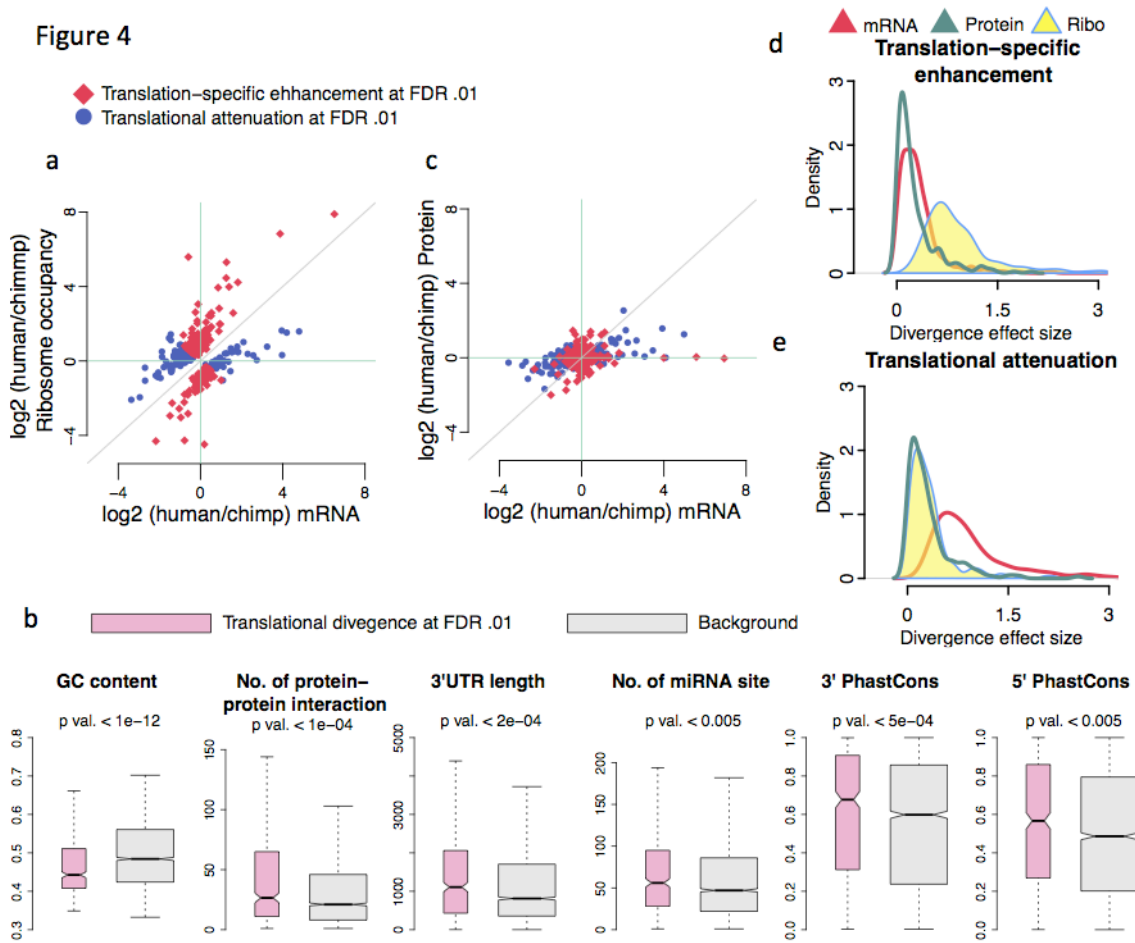 Figure 4
Translation-specific ehhancement at FDR .01
Translational attenuation at FDR .01
a
log2 (human/chimmp)
Ribosome occupancy
8
4
0
-4
-4 0 4 8
log2 (human/chimp) mRNA
c
log2 (human/chimp) Protein
8
4
0
-4
-4 0 4 8
log2 (human/chimp) mRNA
mRNA Protein Ribo
d
Translation-specific
enhancement
Density
3
2
1
0
0 1.5 3
Divergence effect size
e
Translational attenuation
Density
3
2
1
0
0 1.5 3
Divergence effect size
b
Translational divegence at FDR .01
Background
GC content
p val. < 1e-12
0.8
0.7
0.6
0.5
0.4
0.3
No. of protein-
protein interaction
p val. < 1e-04
150
100
50
0
3'UTR length
p val. < 2e-04
5000
3000
1000
0
No. of miRNA site
p val. < 0.005
200
150
100
50
0
3' PhastCons
p val. < 5e-04
1.0
0.8
0.6
0.4
0.2
0.0
5' PhastCons
p val. < 0.005
1.0
0.8
0.6
0.4
0.2
0.0